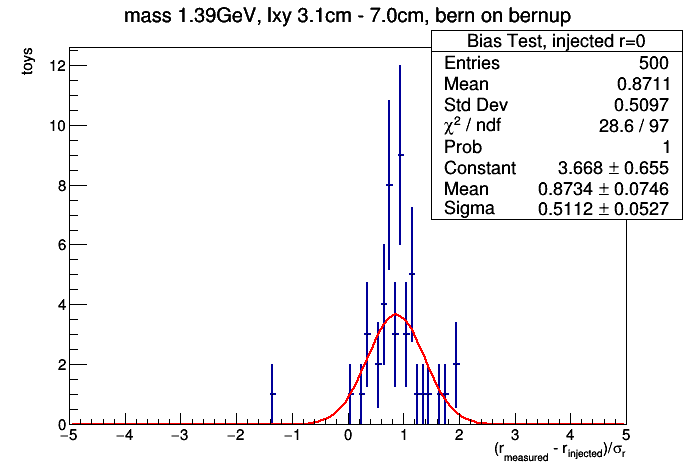 mass 1.39GeV, lxy 3.1cm - 7.0cm, bern on bernup
Bias Test, injected r=0
Entries 500
Mean 0.8711
Std Dev 0.5097
χ² / ndf 28.6 / 97
Prob 1
Constant 3.668 ± 0.655
Mean 0.8734 ± 0.0746
Sigma 0.5112 ± 0.0527
toys
12
10
8
6
4
2
0
−5 −4 −3 −2 −1 0 1 2 3 4 5
(r_measured - r_injected)/σ_r